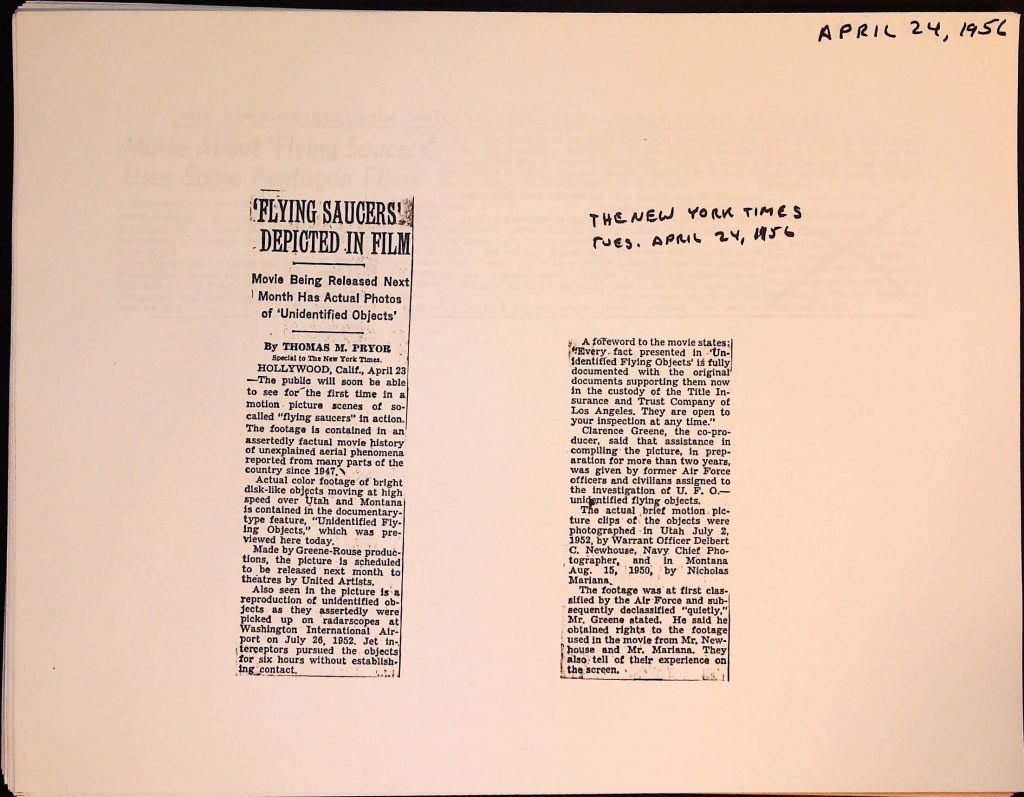 APRIL 24, 1956
THE EVENING BULLETIN PHILADELPHIA
Movie About 'Flying Saucers'
Uses Some Pentagon Films
'FLYING SAUCERS'
DEPICTED IN FILM
Movie Being Released Next
Month Has Actual Photos
of 'Unidentified Objects'
By THOMAS M. PRYOR
Special to The New York Times.
HOLLYWOOD, Calif., April 23
—The public will soon be able
to see for the first time in a
motion picture scenes of so-
called "flying saucers" in action.
The footage is contained in an
assertedly factual movie history
of unexplained aerial phenomena
reported from many parts of the
country since 1947.
Actual color footage of bright
disk-like objects moving at high
speed over Utah and Montana
is contained in the documentary-
type feature, "Unidentified Fly-
ing Objects," which was pre-
viewed here today.
Made by Greene-Rouse produc-
tions, the picture is scheduled
to be released next month to
theatres by United Artists.
Also seen in the picture is a
reproduction of unidentified ob-
jects as they assertedly were
picked up on radarscopes at
Washington International Air-
port on July 26, 1952. Jet in-
terceptors pursued the objects
for six hours without establish-
ing contact.
THE NEW YORK TIMES
TUES. APRIL 24, 1956
A foreword to the movie states:
"Every fact presented in 'Un-
identified Flying Objects' is fully
documented with the original
documents supporting them now
in the custody of the Title In-
surance and Trust Company of
Los Angeles. They are open to
your inspection at any time."
Clarence Greene, the co-pro-
ducer, said that assistance in
compiling the picture, in prep-
aration for more than two years,
was given by former Air Force
officers and civilians assigned to
the investigation of U. F. O.—
unidentified flying objects.
The actual brief motion pic-
ture clips of the objects were
photographed in Utah July 2,
1952, by Warrant Officer Delbert
C. Newhouse, Navy Chief Pho-
tographer, and in Montana
Aug. 15, 1950, by Nicholas
Mariana.
The footage was at first clas-
sified by the Air Force and sub-
sequently declassified "quietly,"
Mr. Greene stated. He said he
obtained rights to the footage
used in the movie from Mr. New-
house and Mr. Mariana. They
also tell of their experience on
the screen.